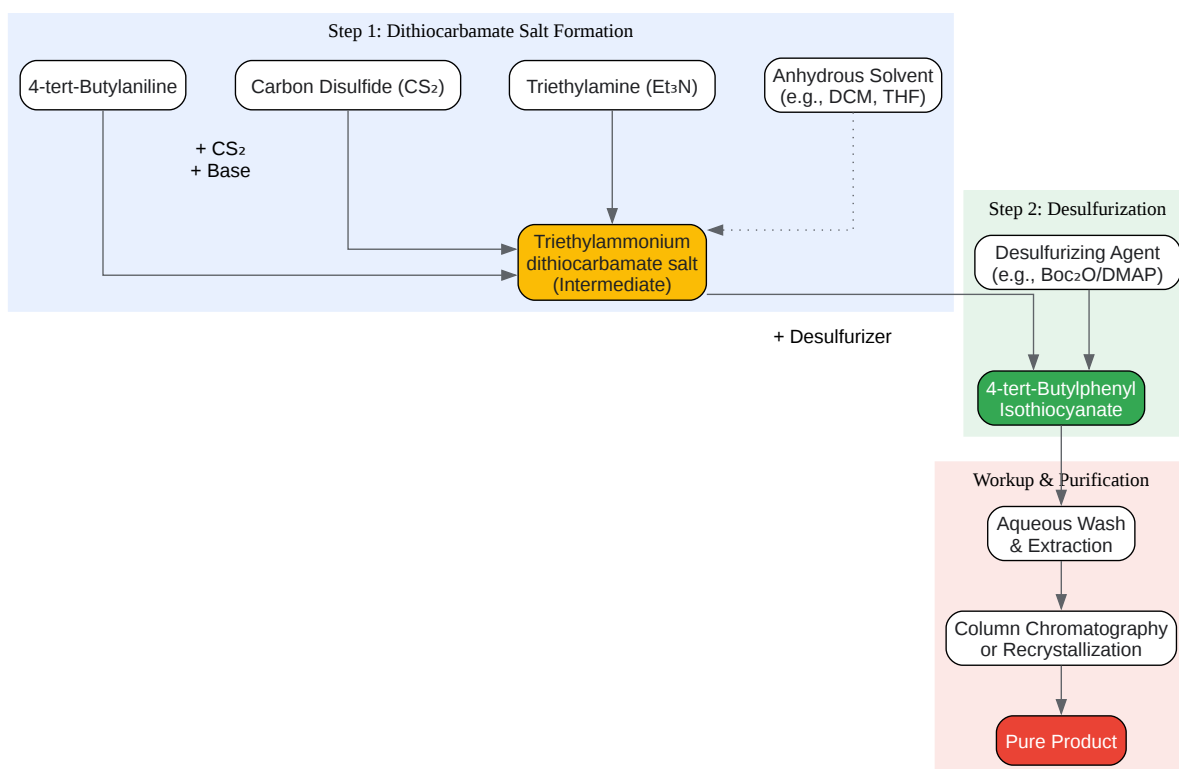 Step 1: Dithiocarbamate Salt Formation
4-tert-Butylaniline
Carbon Disulfide (CS₂)
Triethylamine (Et₃N)
Anhydrous Solvent
(e.g., DCM, THF)
+ CS₂
+ Base
Triethylammonium
dithiocarbamate salt
(Intermediate)
Step 2: Desulfurization
Desulfurizing Agent
(e.g., Boc₂O/DMAP)
+ Desulfurizer
4-tert-Butylphenyl
Isothiocyanate
Workup & Purification
Aqueous Wash
& Extraction
Column Chromatography
or Recrystallization
Pure Product